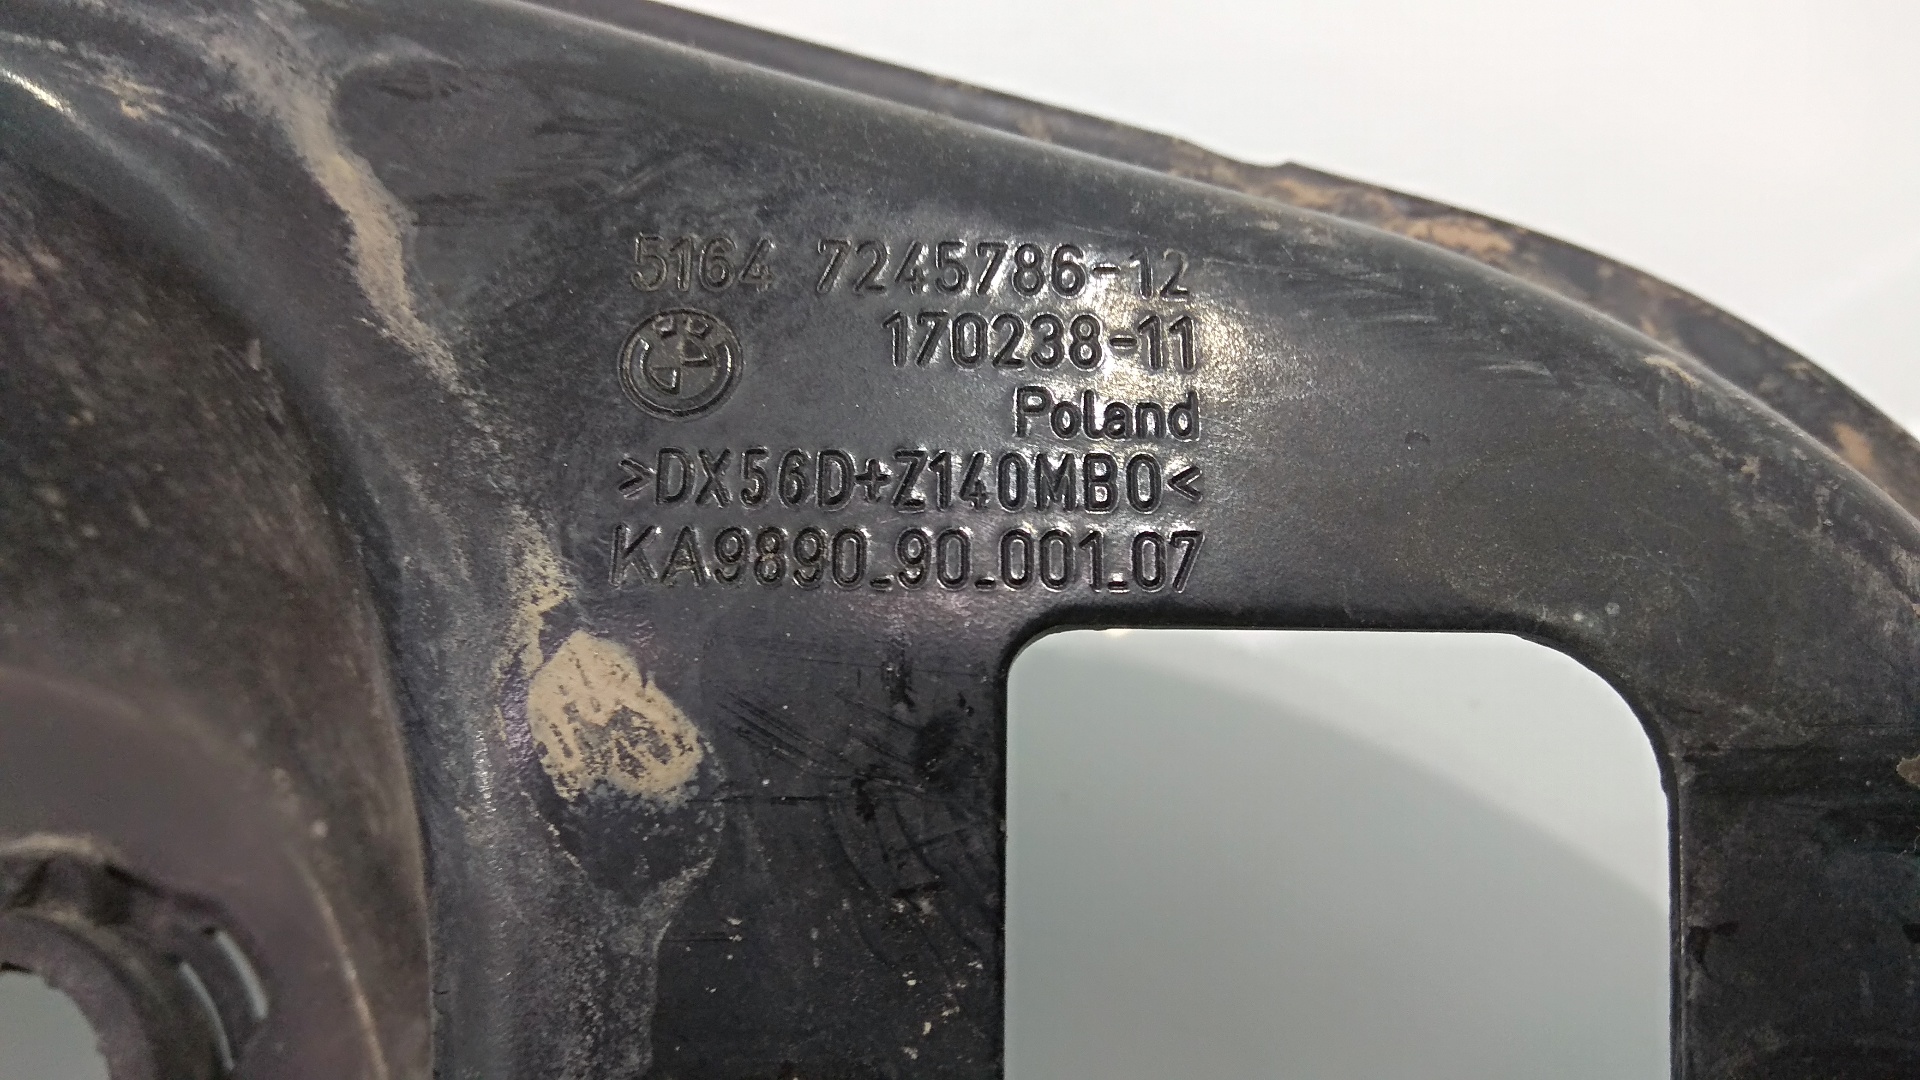 5164 7245786-12
170238-11
Poland
>DX56D+Z140MBO<
KA9890_90_001_07